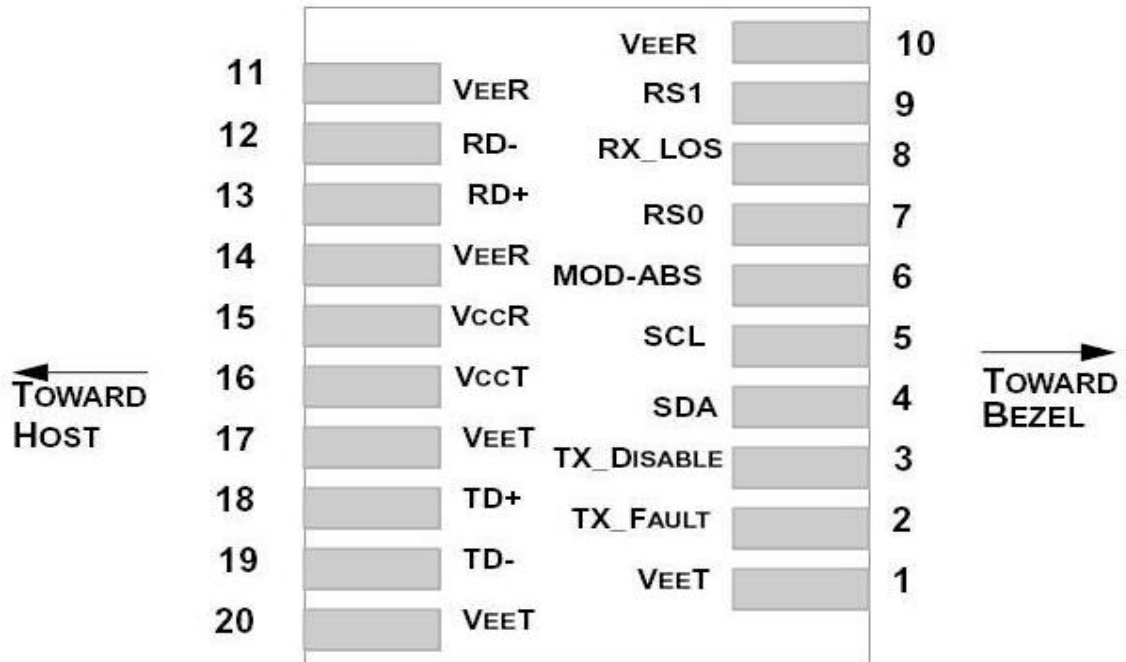 VEER 10
11 VEER
RS1 9
12 RD-
RX_LOS 8
13 RD+
RS0 7
14 VEER
MOD-ABS 6
15 VCCR
SCL 5
16 VCCT
SDA 4
17 VEET
TX_DISABLE 3
18 TD+
TX_FAULT 2
19 TD-
VEET 1
20 VEET
TOWARD
HOST
TOWARD
BEZEL